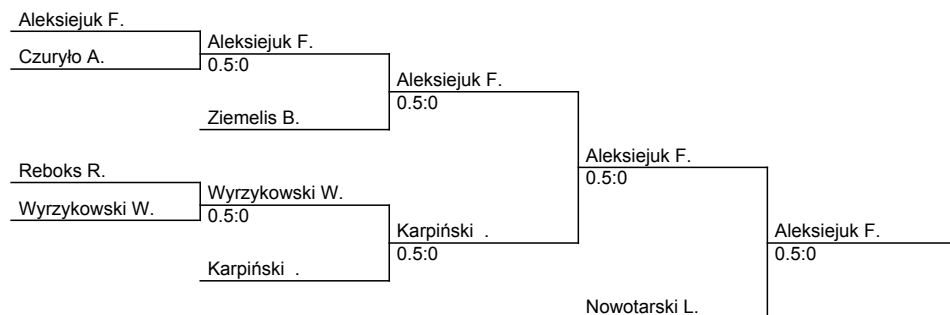 Aleksiejuk F.
Czuryło A.
Aleksiejuk F.
0.5:0
Ziemelis B.
Aleksiejuk F.
0.5:0
Reboks R.
Wyrzykowski W.
Wyrzykowski W.
0.5:0
Karpiński .
Karpiński .
0.5:0
Aleksiejuk F.
0.5:0
Nowotarski L.
Aleksiejuk F.
0.5:0